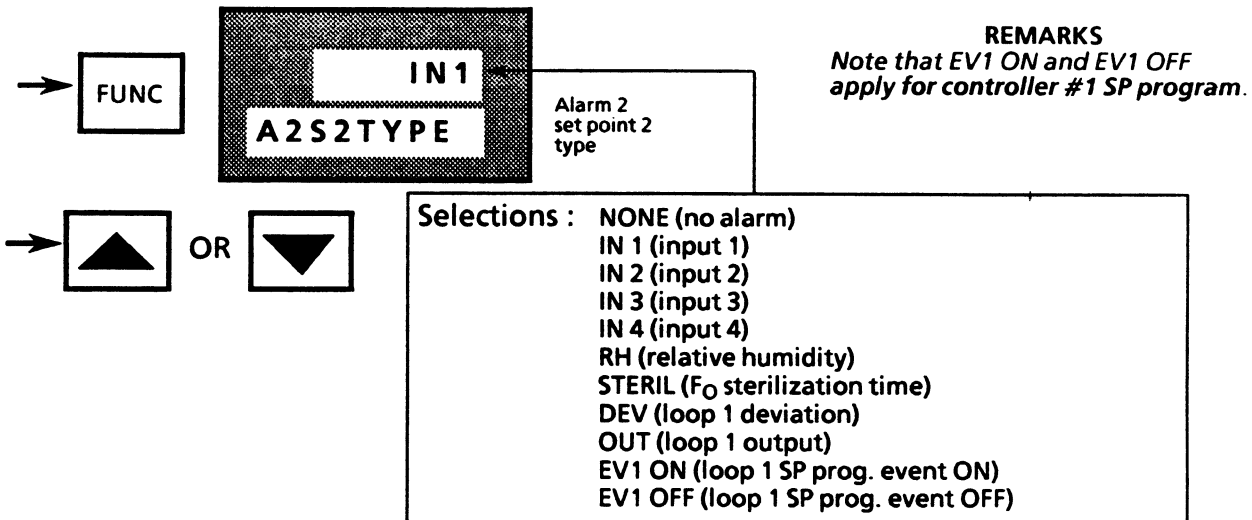 FUNC
IN1
A2S2TYPE
Alarm 2
set point 2
type
REMARKS
Note that EV1 ON and EV1 OFF
apply for controller #1 SP program.
OR
Selections : NONE (no alarm)
IN 1 (input 1)
IN 2 (input 2)
IN 3 (input 3)
IN 4 (input 4)
RH (relative humidity)
STERIL (FO sterilization time)
DEV (loop 1 deviation)
OUT (loop 1 output)
EV1 ON (loop 1 SP prog. event ON)
EV1 OFF (loop 1 SP prog. event OFF)